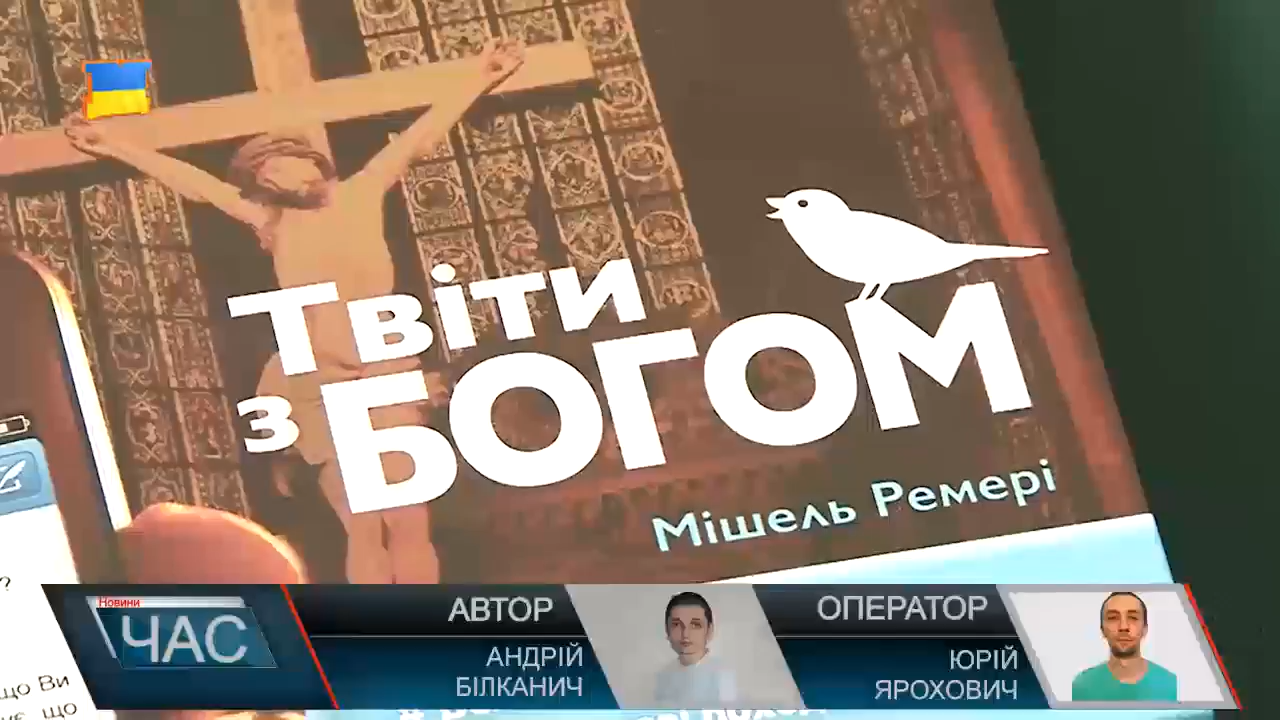 Твіти
з БОГОМ
Мішель Ремері
?
що Ви
що
Новини
ЧАС
АВТОР
АНДРІЙ
БІЛКАНИЧ
ОПЕРАТОР
ЮРІЙ
ЯРОХОВИЧ